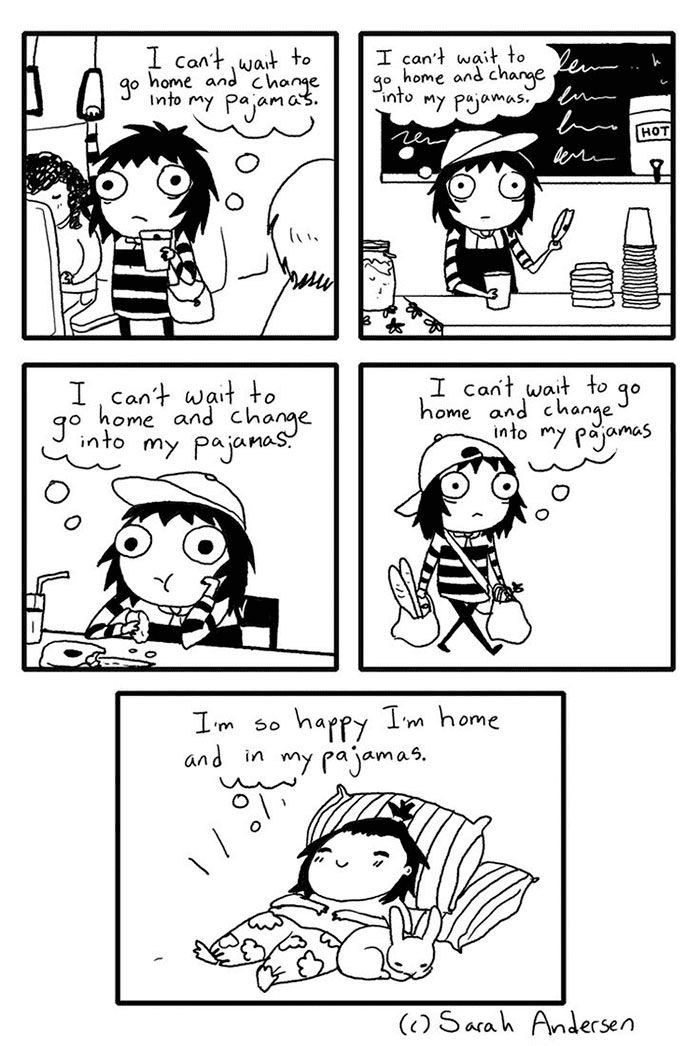 I can't wait to
go home and change
into my pajamas.
I can't wait to
go home and change
into my pajamas.
HOT
I can't wait to
go home and change
into my pajamas.
I can't wait to go
home and change
into my pajamas
I'm so happy I'm home
and in my pajamas.
(c) Sarah Andersen